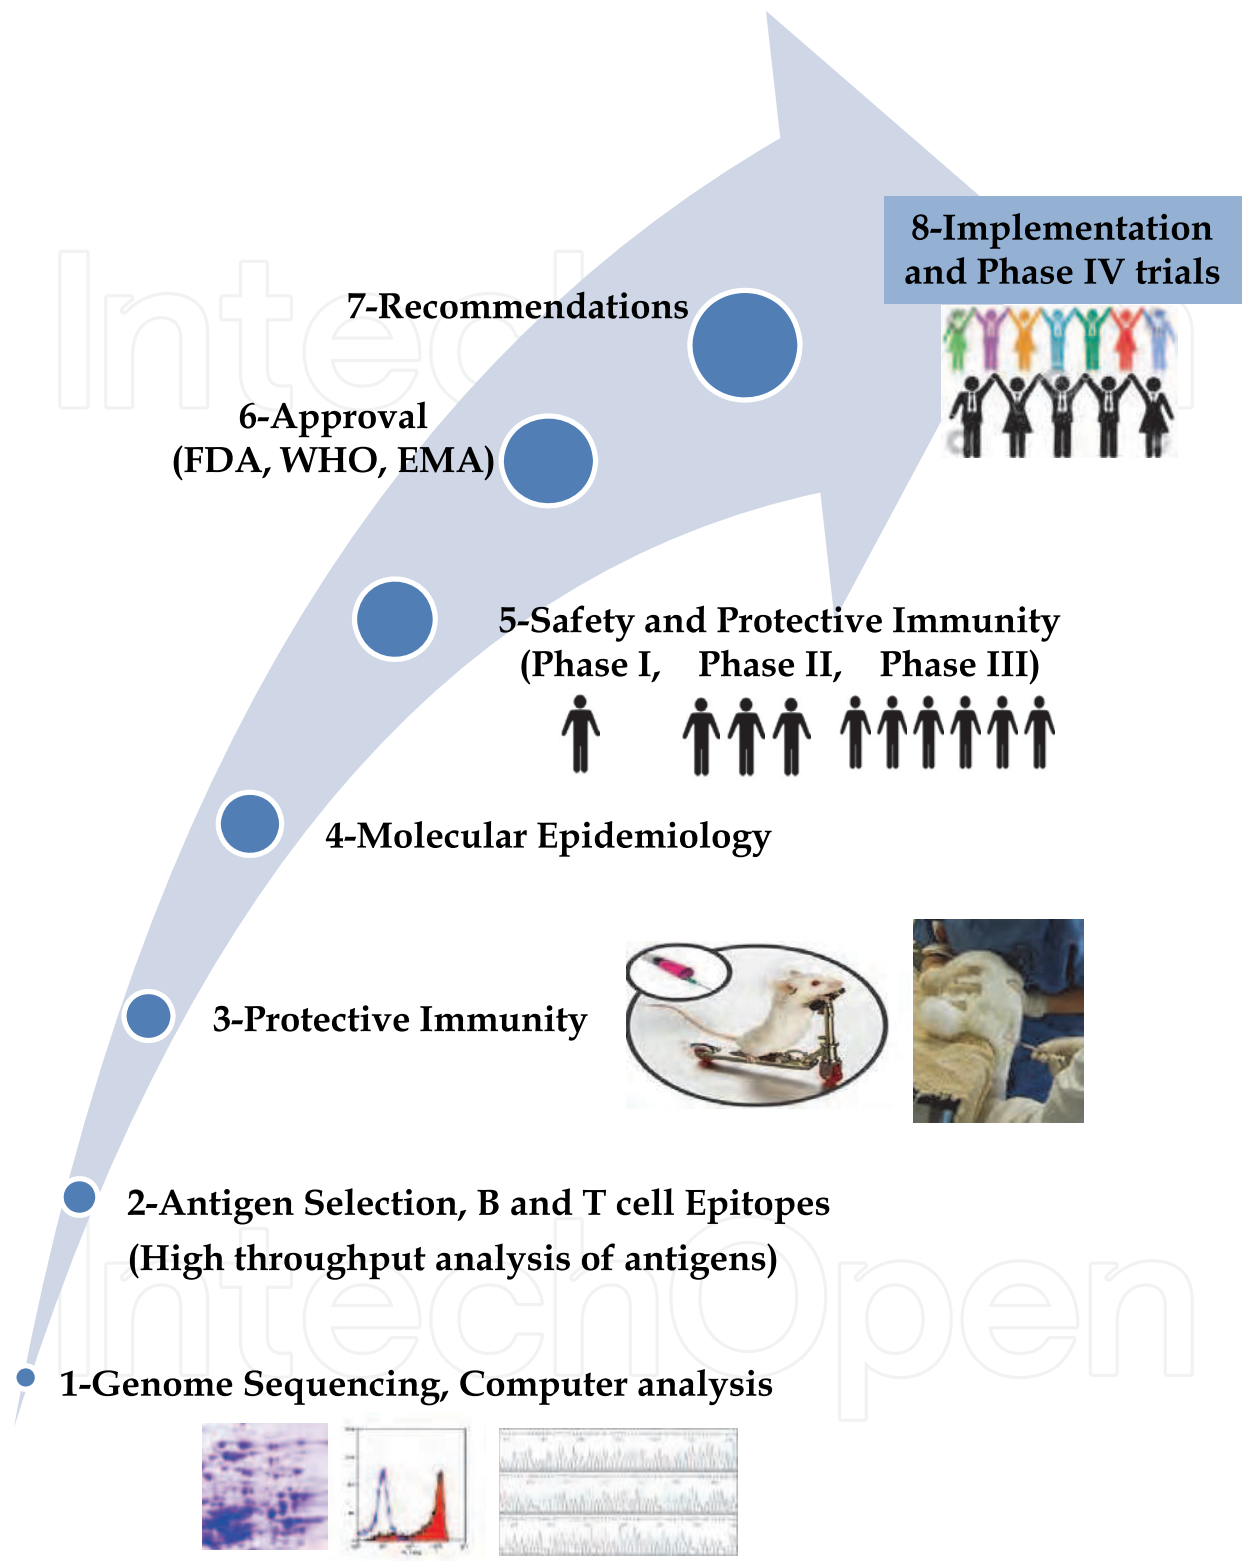 8-Implementation
and Phase IV trials
7-Recommendations
6-Approval
(FDA, WHO, EMA)
5-Safety and Protective Immunity
(Phase I, Phase II, Phase III)
4-Molecular Epidemiology
3-Protective Immunity
2-Antigen Selection, B and T cell Epitopes
(High throughput analysis of antigens)
1-Genome Sequencing, Computer analysis
IntechOpen
IntechOpen